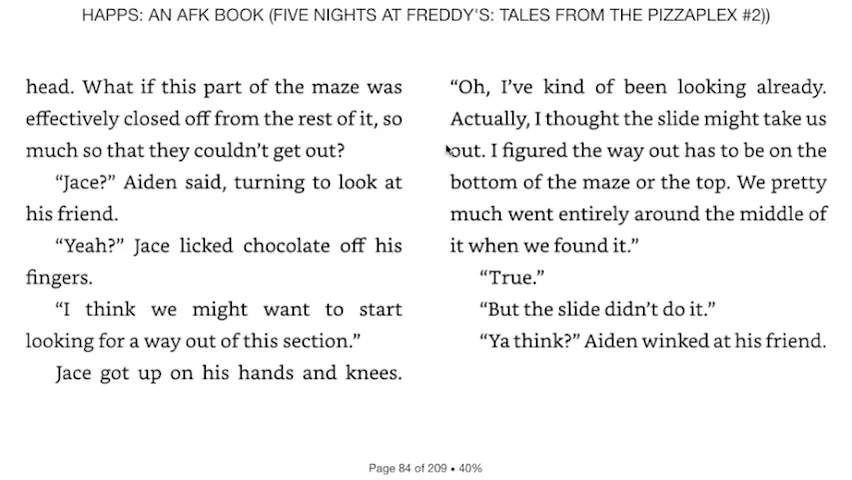 HAPPS: AN AFK BOOK (FIVE NIGHTS AT FREDDY'S: TALES FROM THE PIZZAPLEX #2))
head. What if this part of the maze was
effectively closed off from the rest of it, so
much so that they couldn’t get out?
“Jace?” Aiden said, turning to look at
his friend.
“Yeah?” Jace licked chocolate off his
fingers.
“I think we might want to start
looking for a way out of this section.”
Jace got up on his hands and knees.
“Oh, I’ve kind of been looking already.
Actually, I thought the slide might take us
out. I figured the way out has to be on the
bottom of the maze or the top. We pretty
much went entirely around the middle of
it when we found it.”
“True.”
“But the slide didn’t do it.”
“Ya think?” Aiden winked at his friend.
Page 84 of 209 • 40%